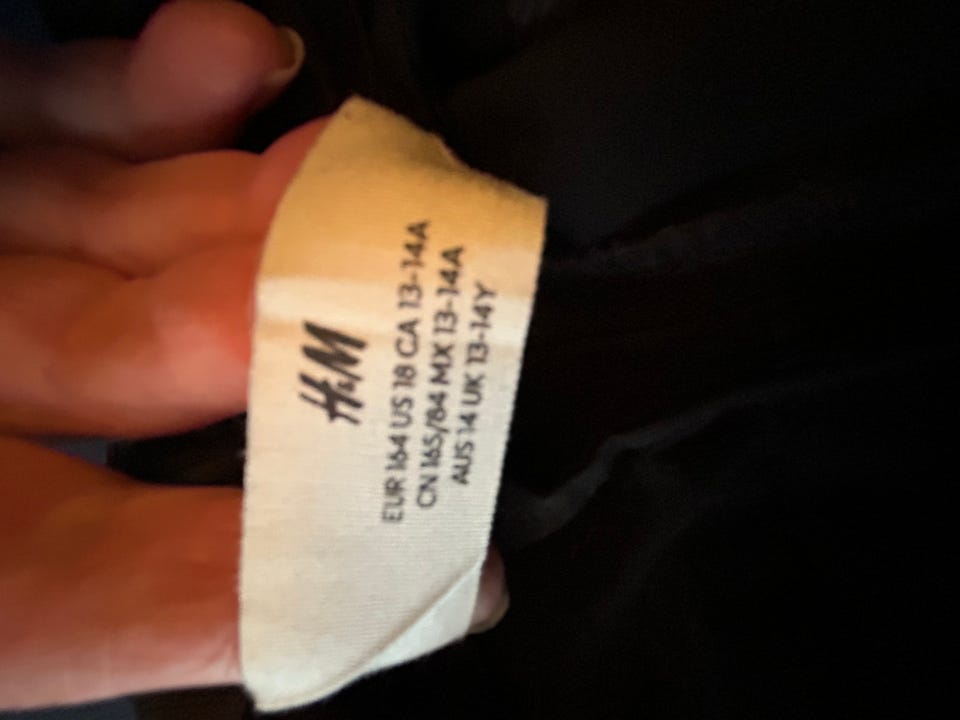 H&M
EUR 164 US 18 CA 13-14A
CN 165/84 MX 13-14A
AUS 14 UK 13-14Y